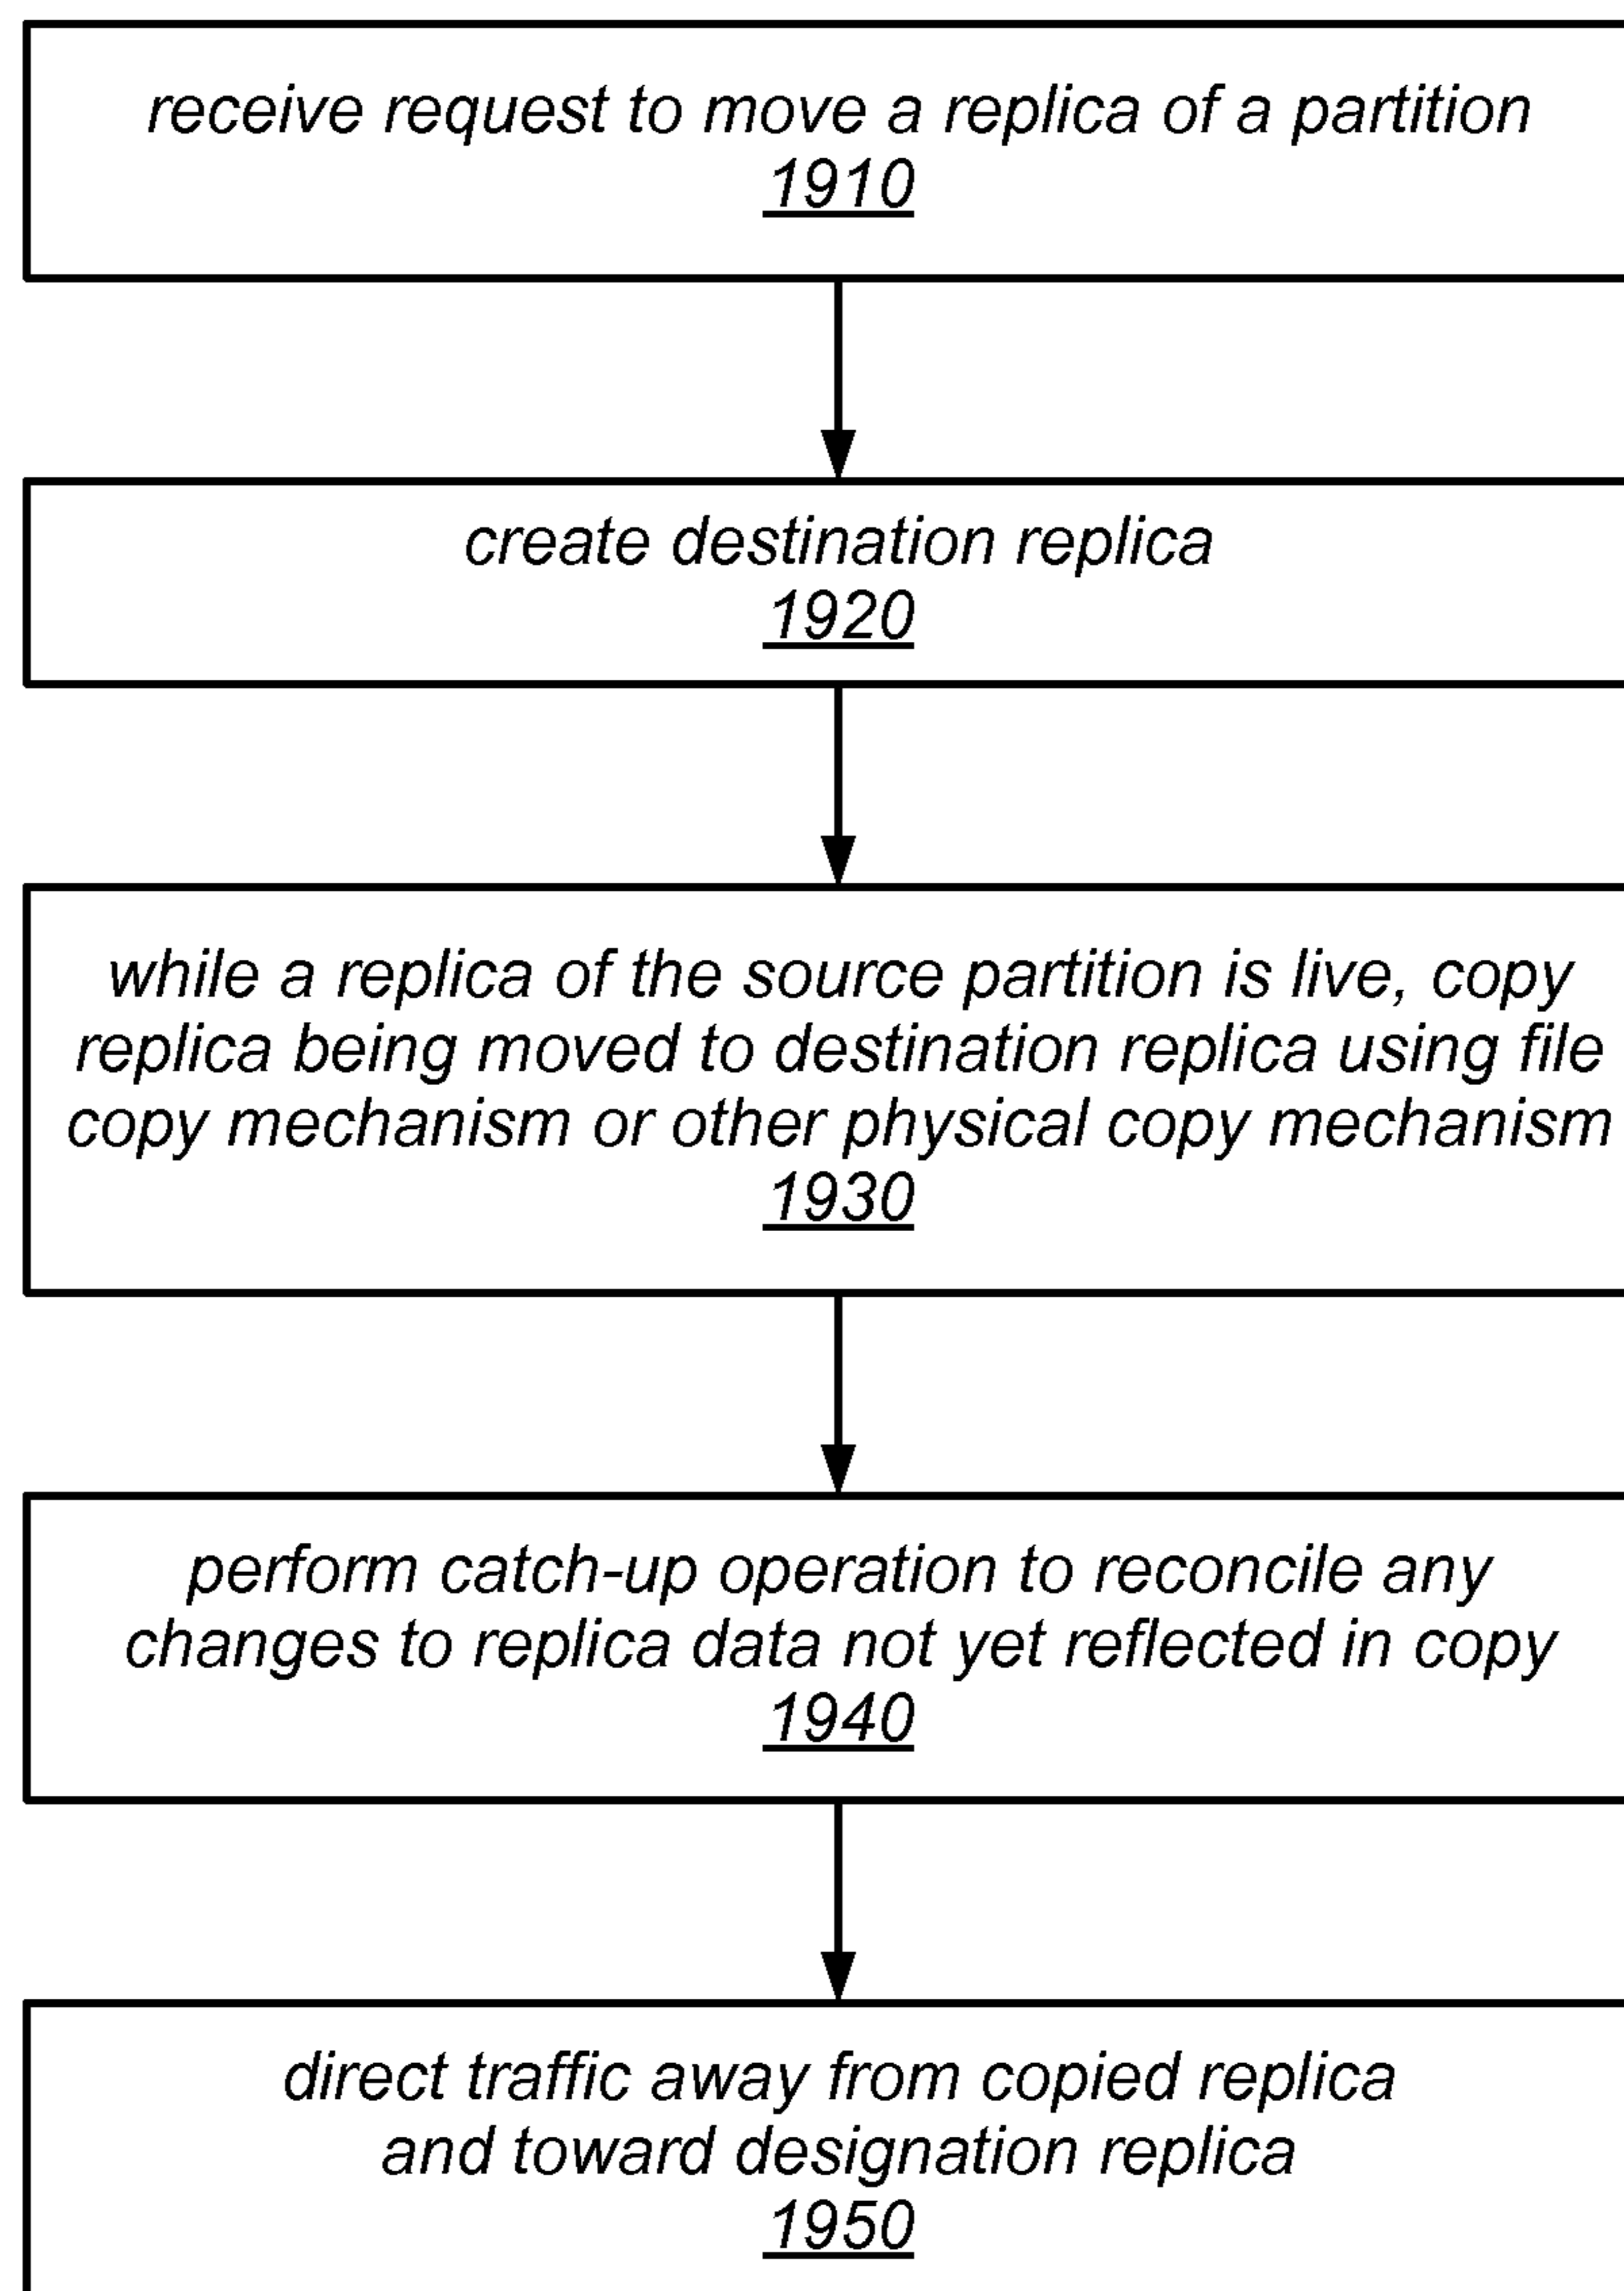 receive request to move a replica of a partition
1910
create destination replica
1920
while a replica of the source partition is live, copy
replica being moved to destination replica using file
copy mechanism or other physical copy mechanism
1930
perform catch-up operation to reconcile any
changes to replica data not yet reflected in copy
1940
direct traffic away from copied replica
and toward designation replica
1950